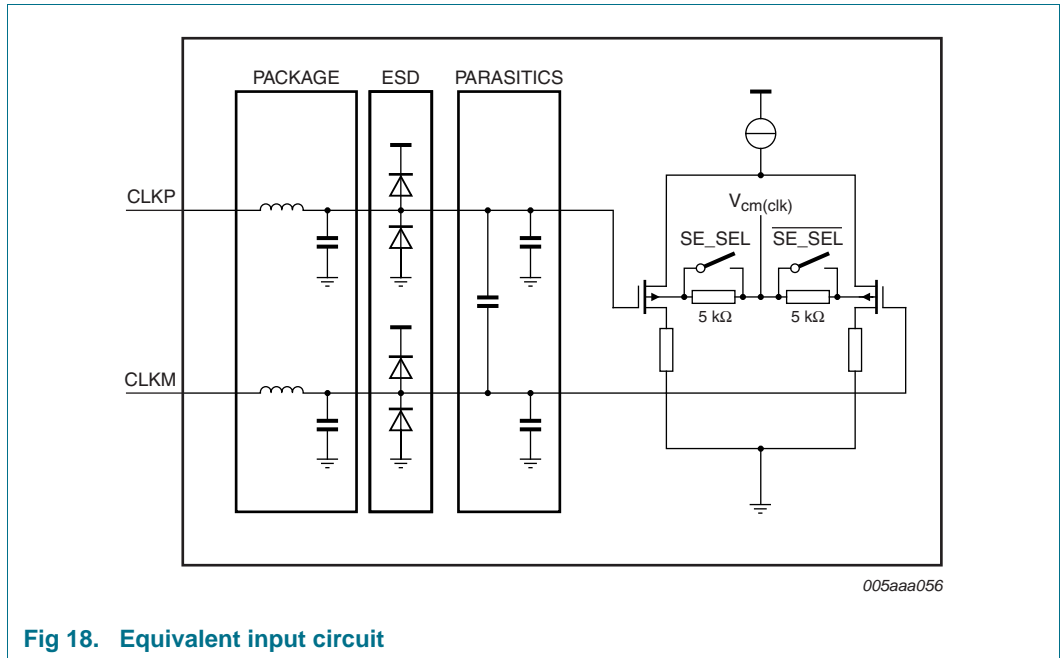 PACKAGE ESD PARASITICS
CLKP
Vcm(clk)
SE_SEL SE_SEL
5 kΩ 5 kΩ
CLKM
005aaa056
Fig 18. Equivalent input circuit